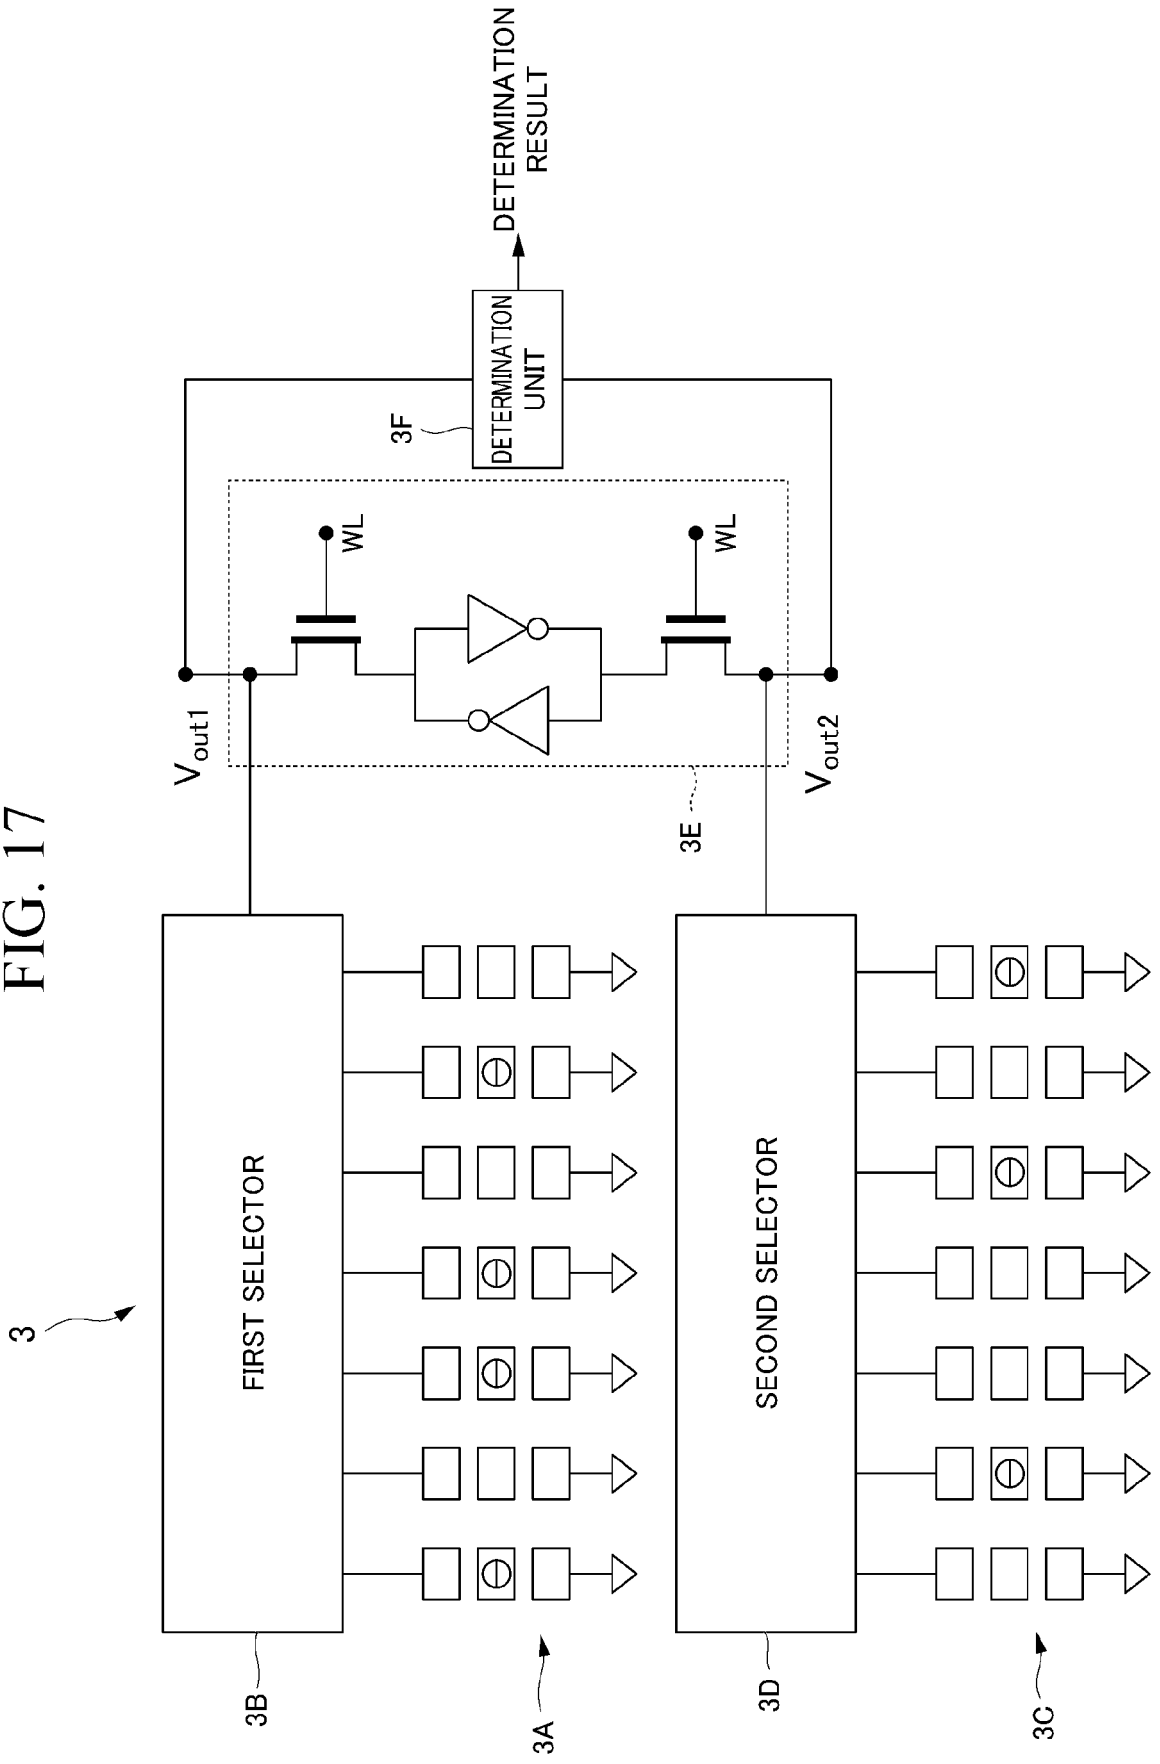 FIG. 17
3
3B
FIRST SELECTOR
3A
3D
SECOND SELECTOR
3C
Vout1
WL
WL
Vout2
3E
3F
DETERMINATION
UNIT
DETERMINATION
RESULT